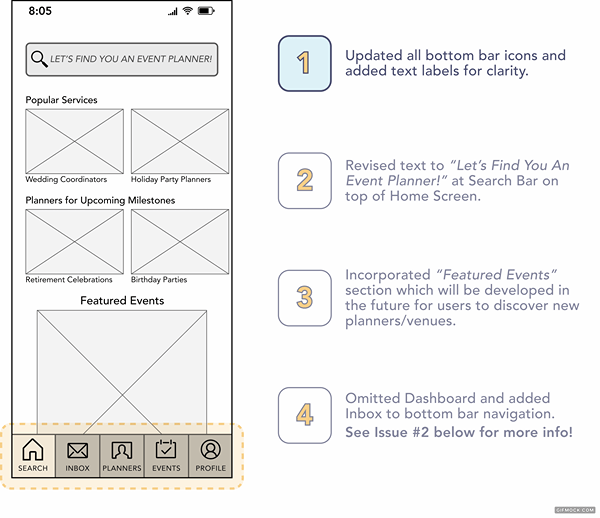 8:05
LET'S FIND YOU AN EVENT PLANNER!
Popular Services
Wedding Coordinators
Holiday Party Planners
Planners for Upcoming Milestones
Retirement Celebrations
Birthday Parties
Featured Events
SEARCH
INBOX
PLANNERS
EVENTS
PROFILE
1
Updated all bottom bar icons and
added text labels for clarity.
2
Revised text to “Let’s Find You An
Event Planner!” at Search Bar on
top of Home Screen.
3
Incorporated “Featured Events”
section which will be developed in
the future for users to discover new
planners/venues.
4
Omitted Dashboard and added
Inbox to bottom bar navigation.
See Issue #2 below for more info!
GIFMOCK.COM